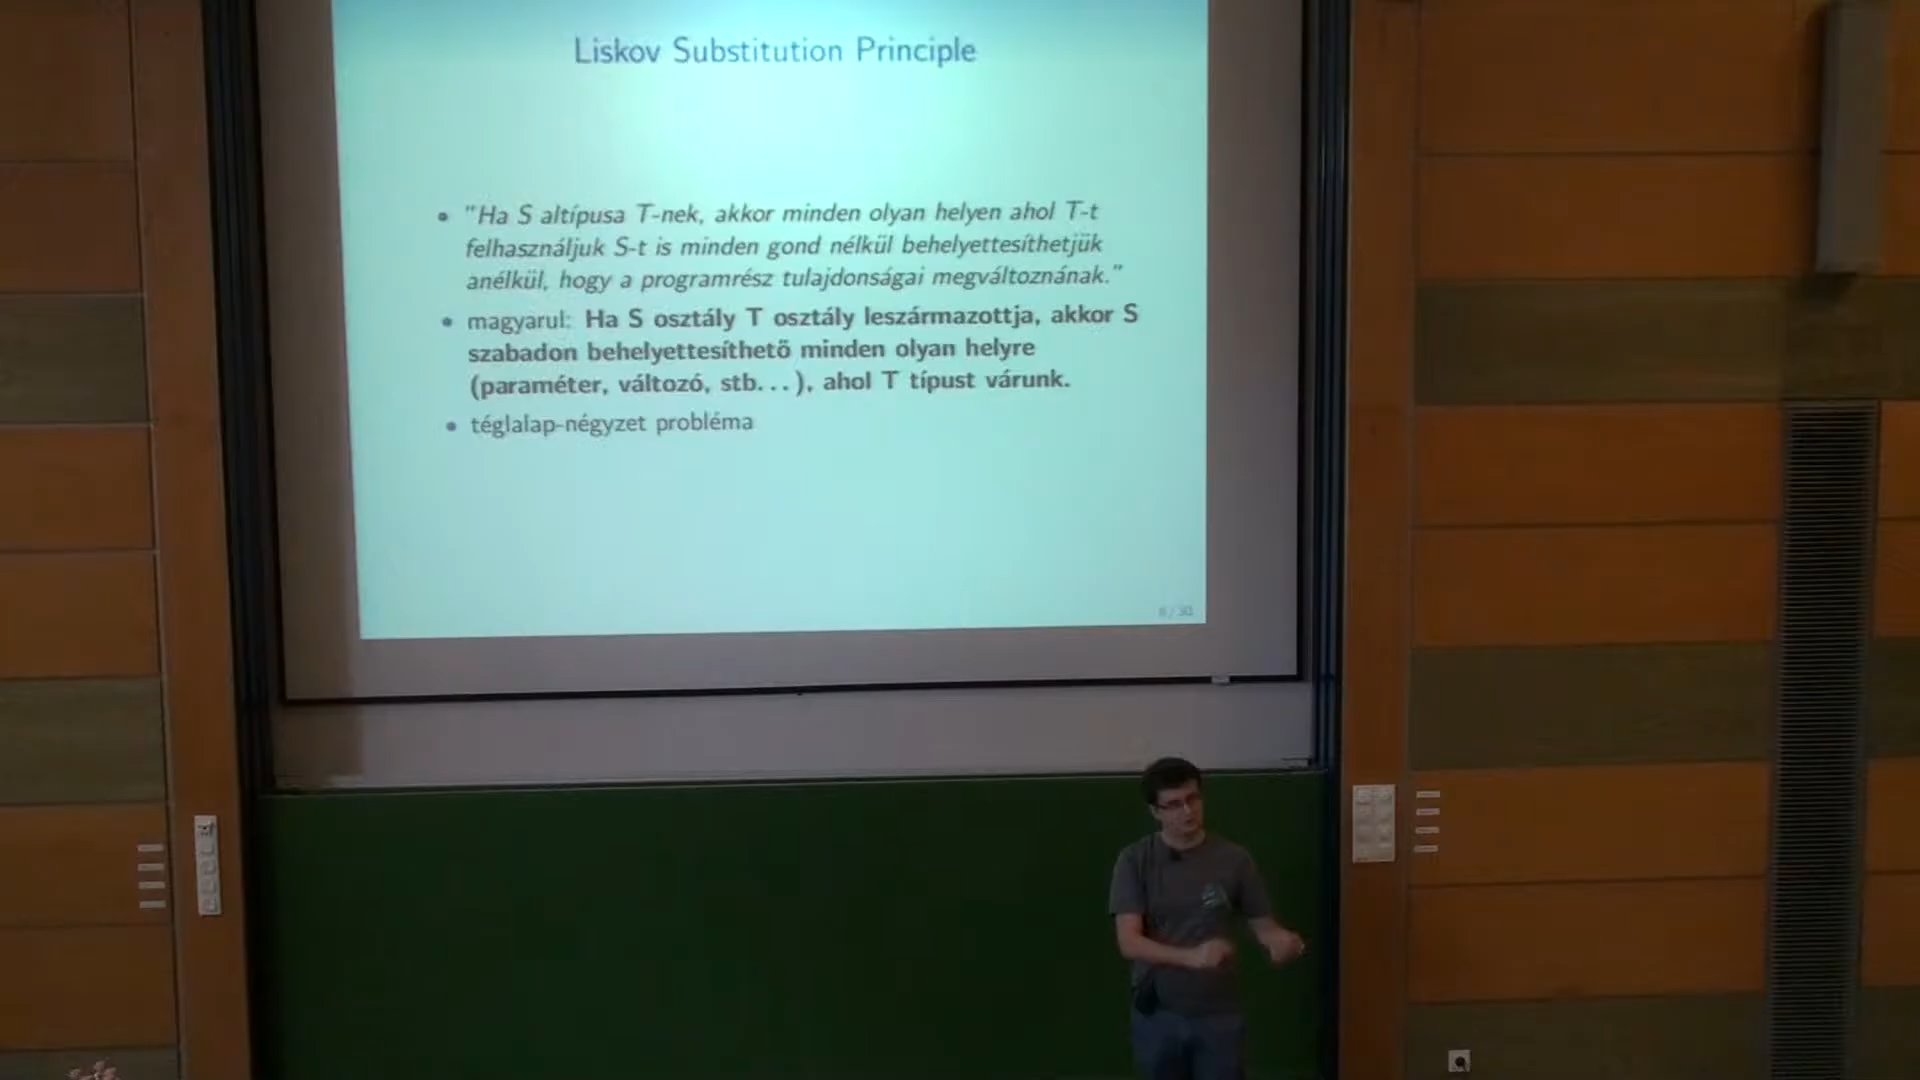 Liskov Substitution Principle
• "Ha S altípusa T-nek, akkor minden olyan helyen ahol T-t
felhasználjuk S-t is minden gond nélkül behelyettesíthetjük
anélkül, hogy a programrész tulajdonságai megváltoznának."
• magyarul: Ha S osztály T osztály leszármazottja, akkor S
szabadon behelyettesíthető minden olyan helyre
(paraméter, változó, stb...), ahol T típust várunk.
• téglalap-négyzet probléma